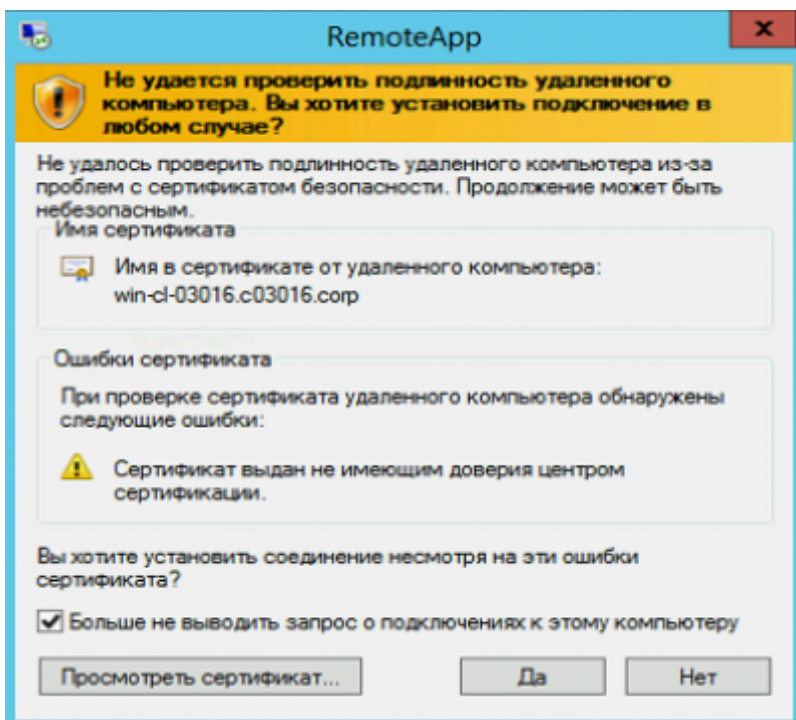 RemoteApp
x
Не удается проверить подлинность удаленного
компьютера. Вы хотите установить подключение в
любом случае?
Не удалось проверить подлинность удаленного компьютера из-за
проблем с сертификатом безопасности. Продолжение может быть
небезопасным.
Имя сертификата
Имя в сертификате от удаленного компьютера:
win-cl-03016.c03016.corp
Ошибки сертификата
При проверке сертификата удаленного компьютера обнаружены
следующие ошибки:
Сертификат выдан не имеющим доверия центром
сертификации.
Вы хотите установить соединение несмотря на эти ошибки
сертификата?
Больше не выводить запрос о подключениях к этому компьютеру
Просмотреть сертификат... Да Нет